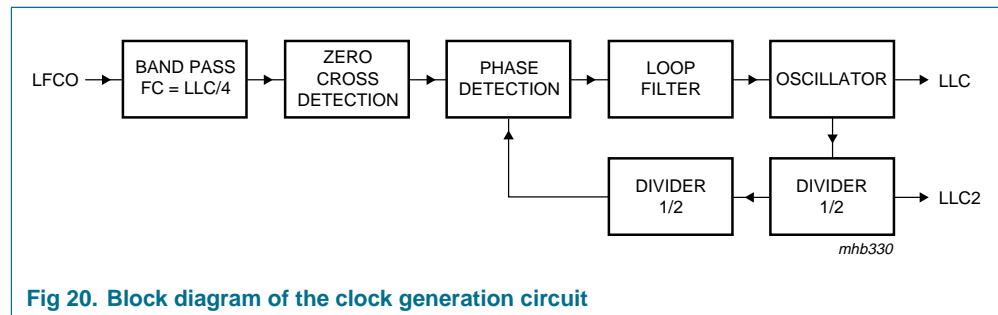 LFCO
BAND PASS
FC = LLC/4
ZERO
CROSS
DETECTION
PHASE
DETECTION
LOOP
FILTER
OSCILLATOR
LLC
DIVIDER
1/2
DIVIDER
1/2
LLC2
mhb330
Fig 20. Block diagram of the clock generation circuit